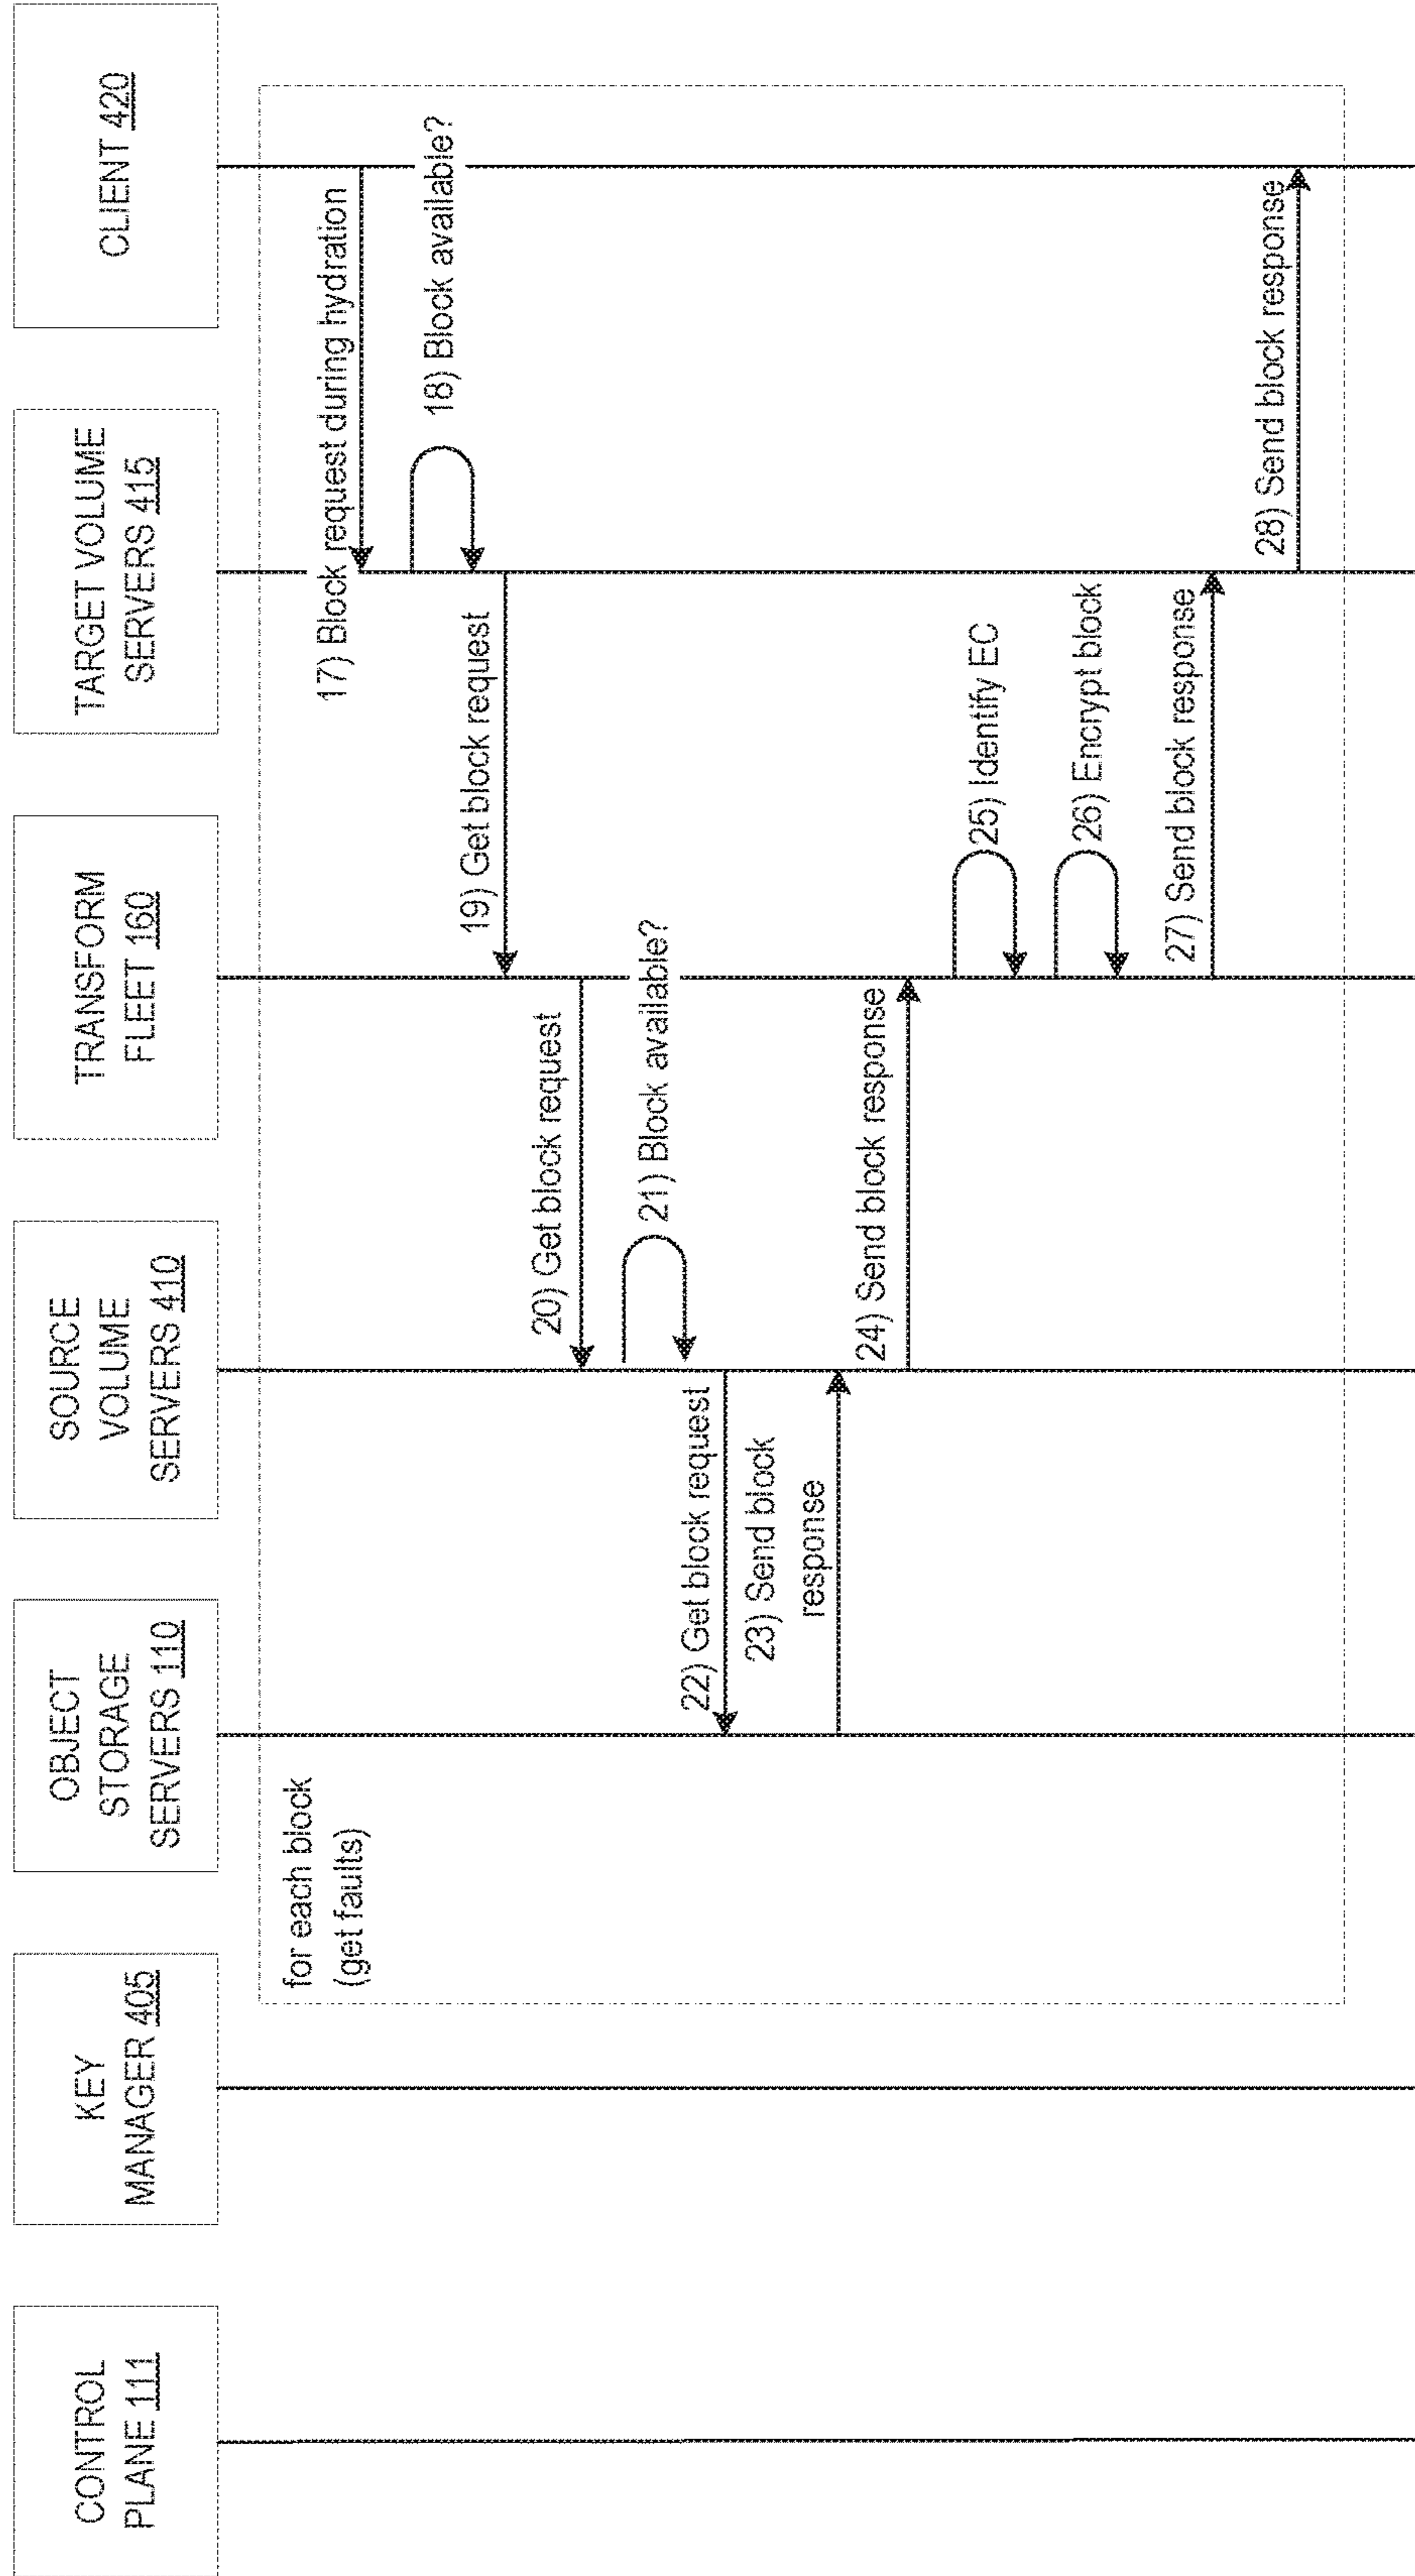 CONTROL
PLANE 111
KEY
MANAGER 405
OBJECT
STORAGE
SERVERS 110
SOURCE
VOLUME
SERVERS 410
TRANSFORM
FLEET 160
TARGET VOLUME
SERVERS 415
CLIENT 420
for each block
(get faults)
17) Block request during hydration
18) Block available?
19) Get block request
20) Get block request
21) Block available?
22) Get block request
23) Send block
response
24) Send block response
25) Identify EC
26) Encrypt block
27) Send block response
28) Send block response